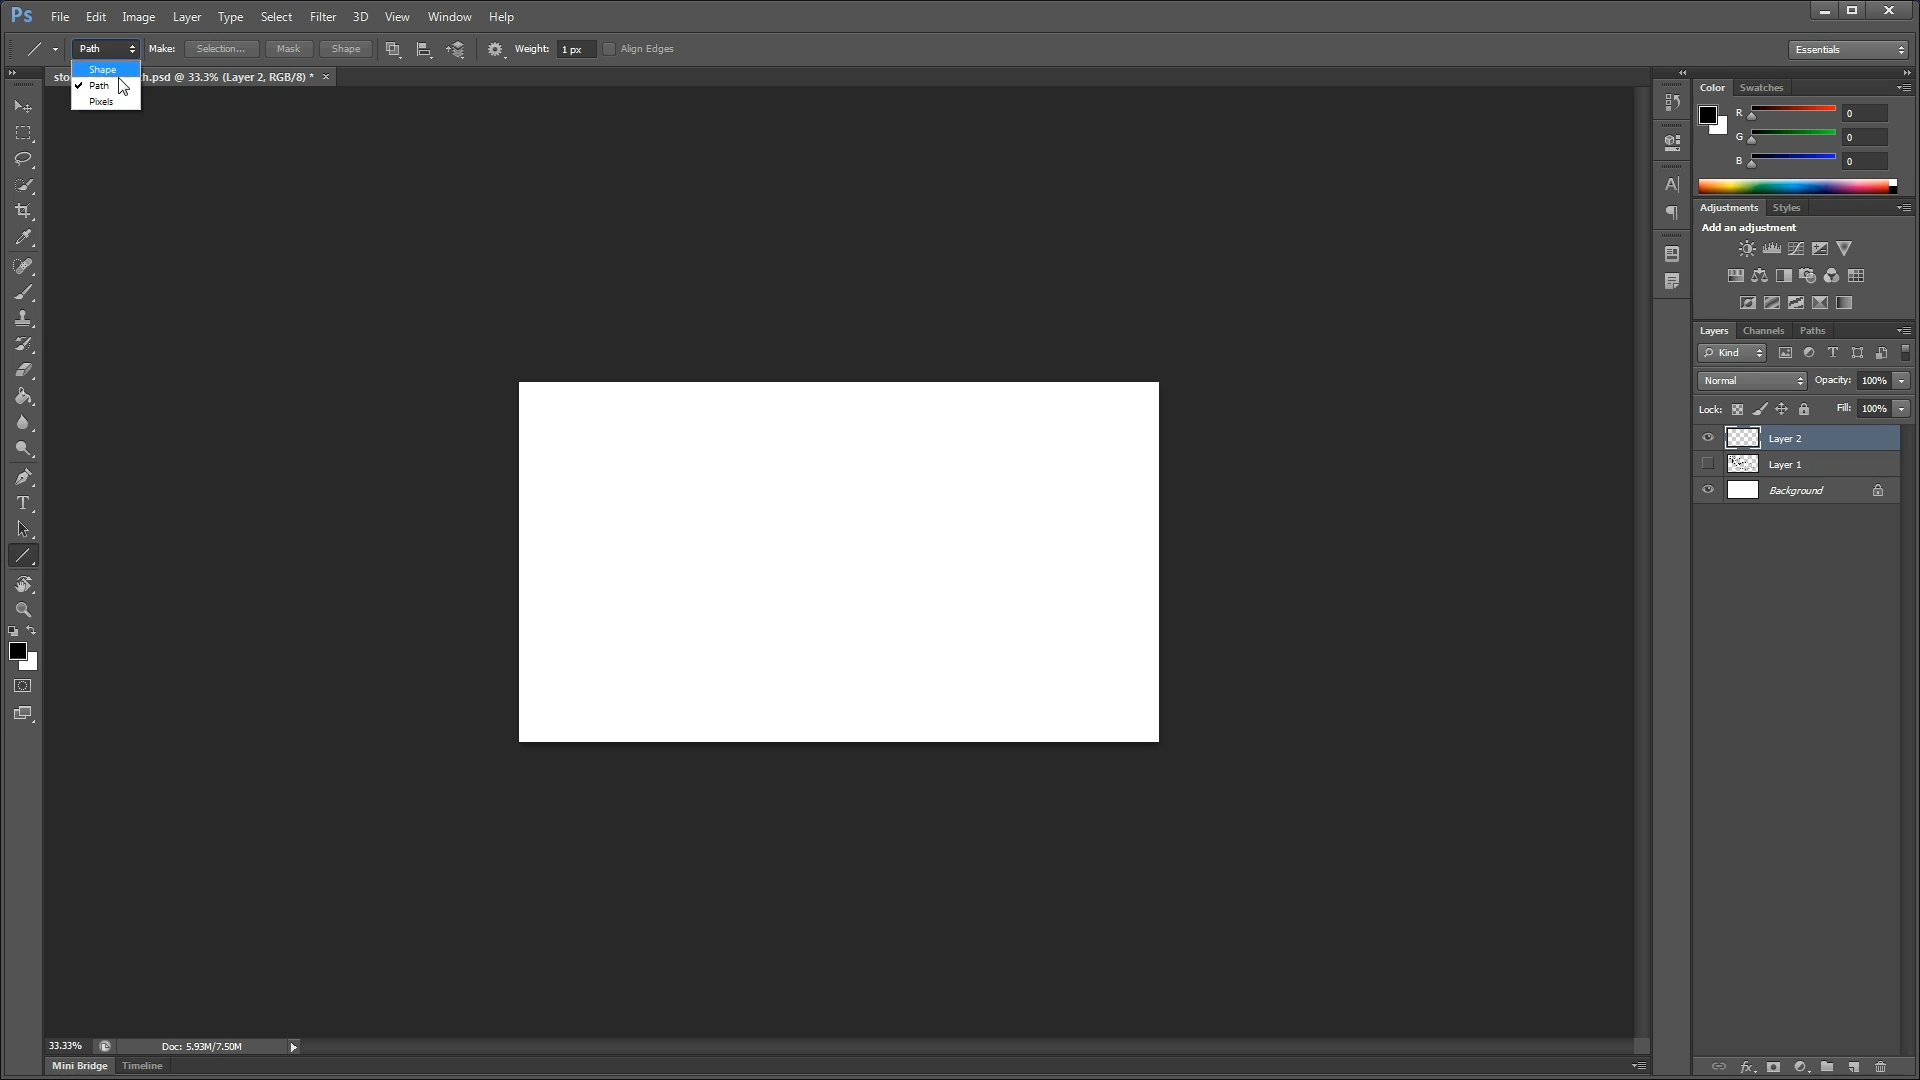 Ps File Edit Image Layer Type Select Filter 3D View Window Help
Path Make: Selection... Mask Shape Weight: 1 px Align Edges Essentials
Shape
Path
Pixels
sto h.psd @ 33.3% (Layer 2, RGB/8) *
Color Swatches
R 0
G 0
B 0
Adjustments Styles
Add an adjustment
Layers Channels Paths
Kind
Normal Opacity: 100%
Lock: Fill: 100%
Layer 2
Layer 1
Background
33.33% Doc: 5.93M/7.50M
Mini Bridge Timeline
fx